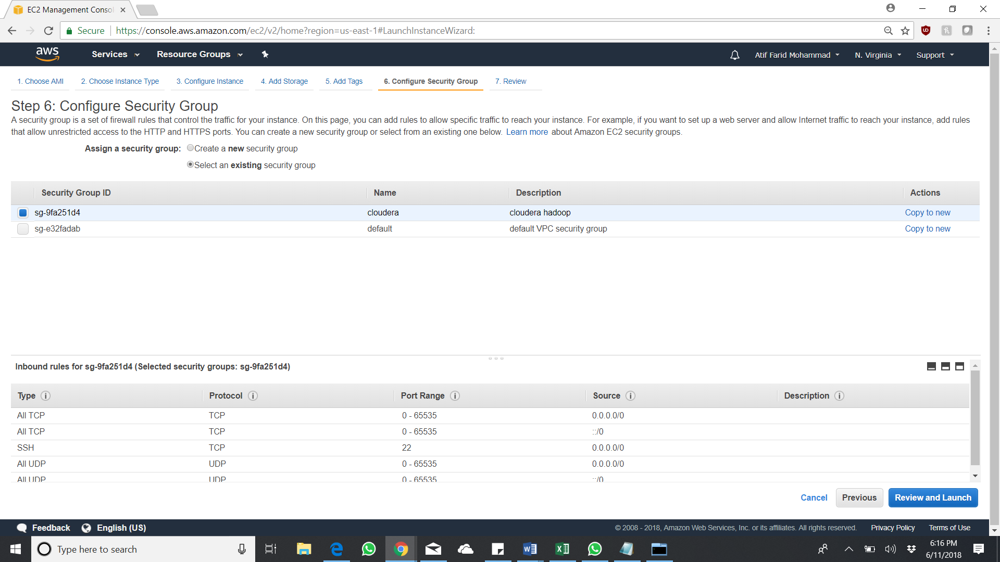 EC2 Management Conso
Secure https://console.aws.amazon.com/ec2/v2/home?region=us-east-1#LaunchInstanceWizard:
aws Services Resource Groups Atif Farid Mohammad N. Virginia Support
1. Choose AMI 2. Choose Instance Type 3. Configure Instance 4. Add Storage 5. Add Tags 6. Configure Security Group 7. Review
Step 6: Configure Security Group
A security group is a set of firewall rules that control the traffic for your instance. On this page, you can add rules to allow specific traffic to reach your instance. For example, if you want to set up a web server and allow Internet traffic to reach your instance, add rules
that allow unrestricted access to the HTTP and HTTPS ports. You can create a new security group or select from an existing one below. Learn more about Amazon EC2 security groups.
Assign a security group: Create a new security group
Select an existing security group
Security Group ID Name Description Actions
sg-9fa251d4 cloudera cloudera hadoop Copy to new
sg-e32fadab default default VPC security group Copy to new
Inbound rules for sg-9fa251d4 (Selected security groups: sg-9fa251d4)
Type Protocol Port Range Source Description
All TCP TCP 0 - 65535 0.0.0.0/0
All TCP TCP 0 - 65535 ::/0
SSH TCP 22 0.0.0.0/0
All UDP UDP 0 - 65535 0.0.0.0/0
All UDP UDP 0 - 65535 ::/0
Cancel Previous Review and Launch
Feedback English (US) © 2008 - 2018, Amazon Web Services, Inc. or its affiliates. All rights reserved. Privacy Policy Terms of Use
Type here to search
6:16 PM
6/11/2018